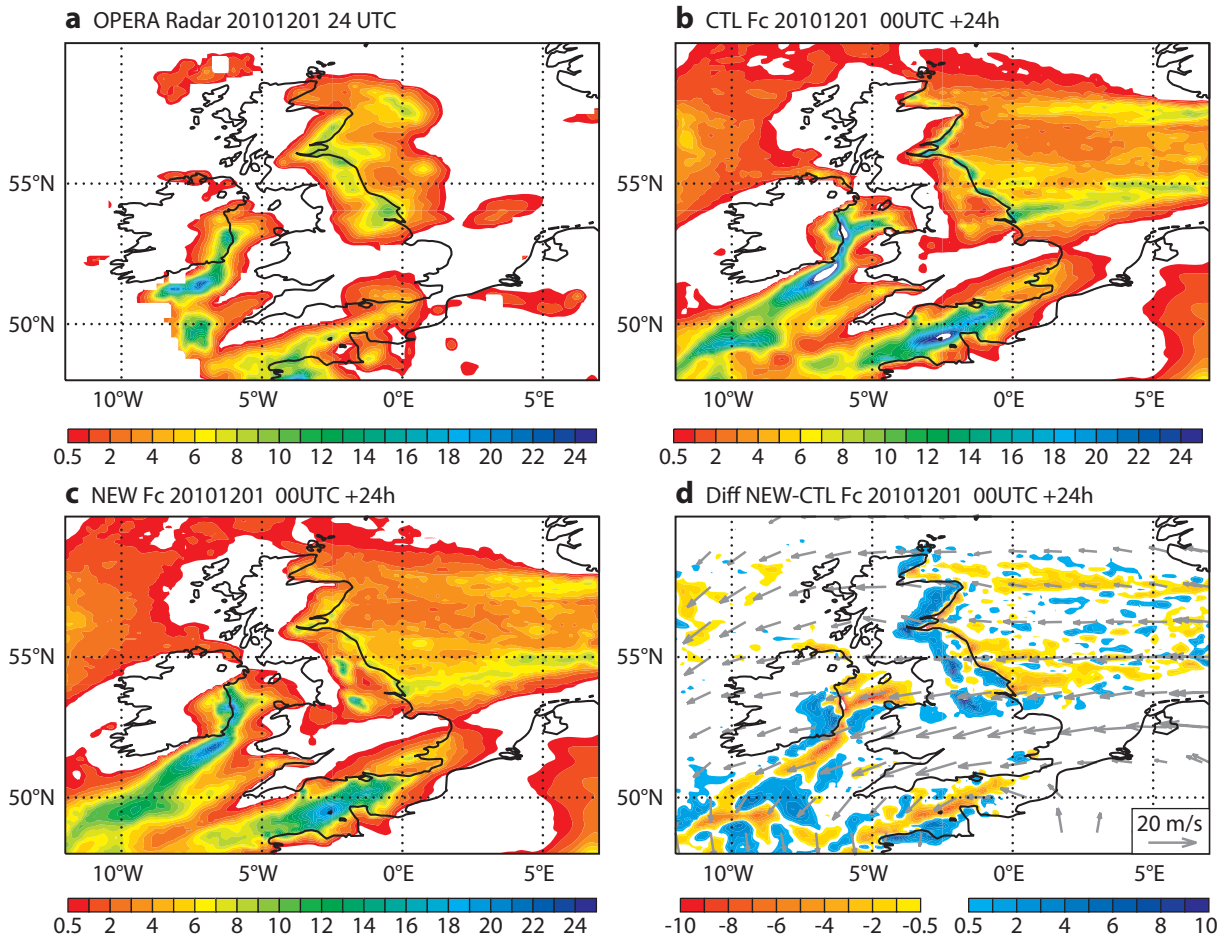 a OPERA Radar 20101201 24 UTC
b CTL Fc 20101201 00UTC +24h
55°N
50°N
10°W 5°W 0°E 5°E
0.5 2 4 6 8 10 12 14 16 18 20 22 24
55°N
50°N
10°W 5°W 0°E 5°E
0.5 2 4 6 8 10 12 14 16 18 20 22 24
c NEW Fc 20101201 00UTC +24h
d Diff NEW-CTL Fc 20101201 00UTC +24h
55°N
50°N
10°W 5°W 0°E 5°E
0.5 2 4 6 8 10 12 14 16 18 20 22 24
55°N
50°N
20 m/s
10°W 5°W 0°E 5°E
-10 -8 -6 -4 -2 -0.5 0.5 2 4 6 8 10